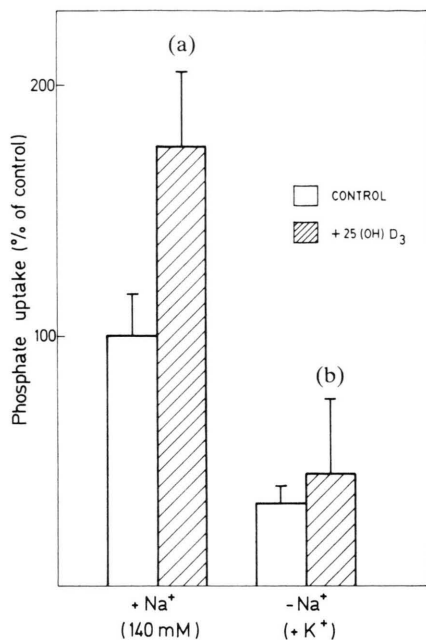 (a)
200
Phosphate uptake (% of control)
CONTROL
+ 25 (OH) D₃
100
(b)
+ Na⁺ - Na⁺
(140 mM) (+ K⁺)